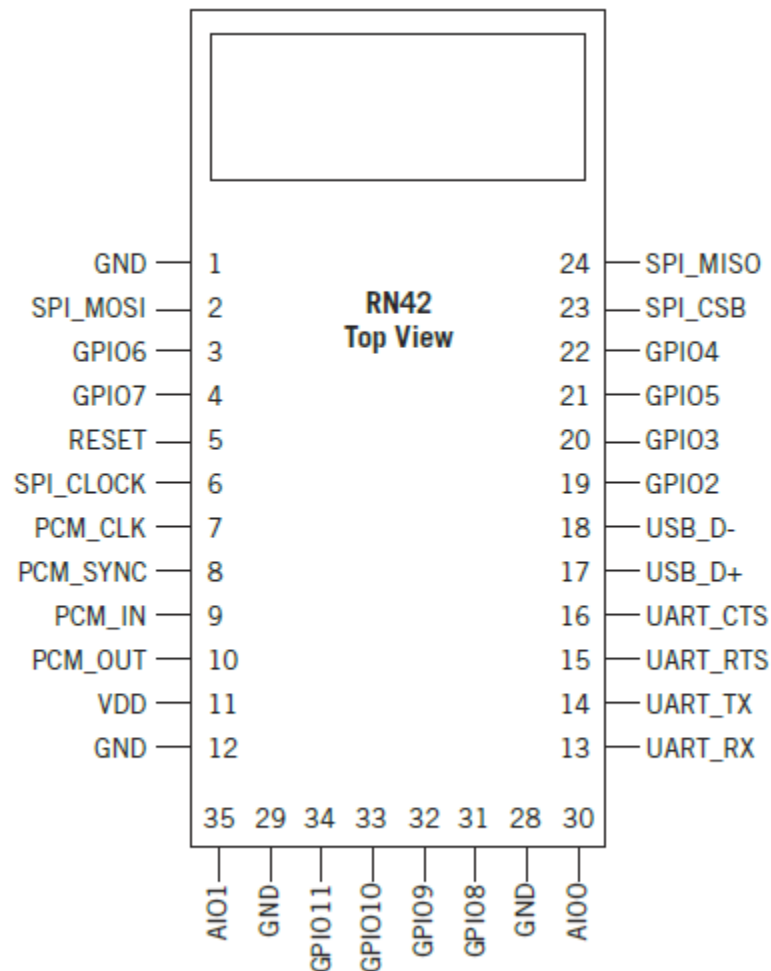 GND 1 24 SPI_MISO
SPI_MOSI 2 RN42 23 SPI_CSB
Top View
GPIO6 3 22 GPIO4
GPIO7 4 21 GPIO5
RESET 5 20 GPIO3
SPI_CLOCK 6 19 GPIO2
PCM_CLK 7 18 USB_D-
PCM_SYNC 8 17 USB_D+
PCM_IN 9 16 UART_CTS
PCM_OUT 10 15 UART_RTS
VDD 11 14 UART_TX
GND 12 13 UART_RX
35 29 34 33 32 31 28 30
AIO1 GND GPIO11 GPIO10 GPIO9 GPIO8 GND AIO0